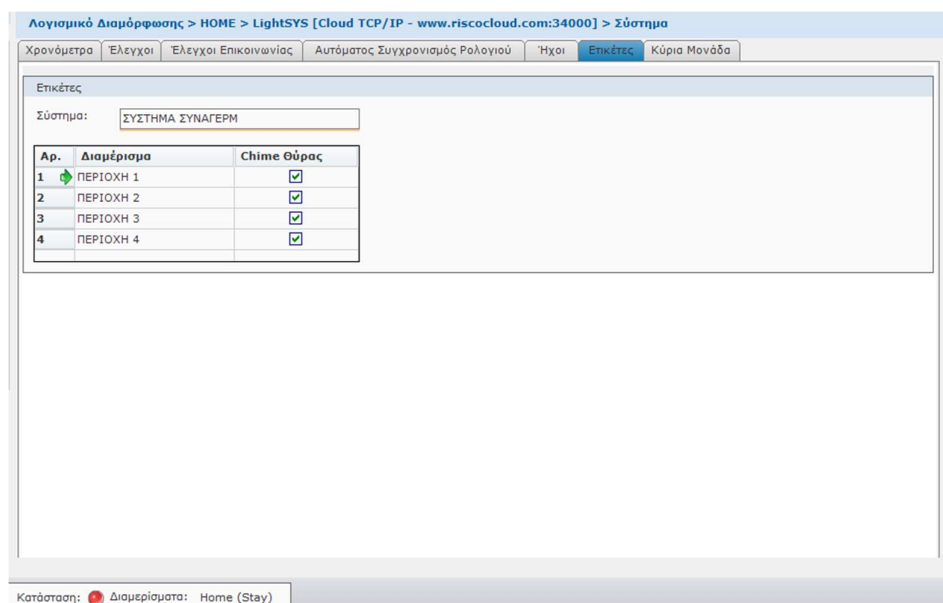 Λογισμικό Διαμόρφωσης > HOME > LightSYS [Cloud TCP/IP - www.riscocloud.com:34000] > Σύστημα
Χρονόμετρα Έλεγχοι Έλεγχοι Επικοινωνίας Αυτόματος Συγχρονισμός Ρολογιού Ήχοι Ετικέτες Κύρια Μονάδα
Ετικέτες
Σύστημα: ΣΥΣΤΗΜΑ ΣΥΝΑΓΕΡΜ
Αρ. Διαμέρισμα Chime Θύρας
1 ΠΕΡΙΟΧΗ 1
2 ΠΕΡΙΟΧΗ 2
3 ΠΕΡΙΟΧΗ 3
4 ΠΕΡΙΟΧΗ 4
Κατάσταση: Διαμερίσματα: Home (Stay)